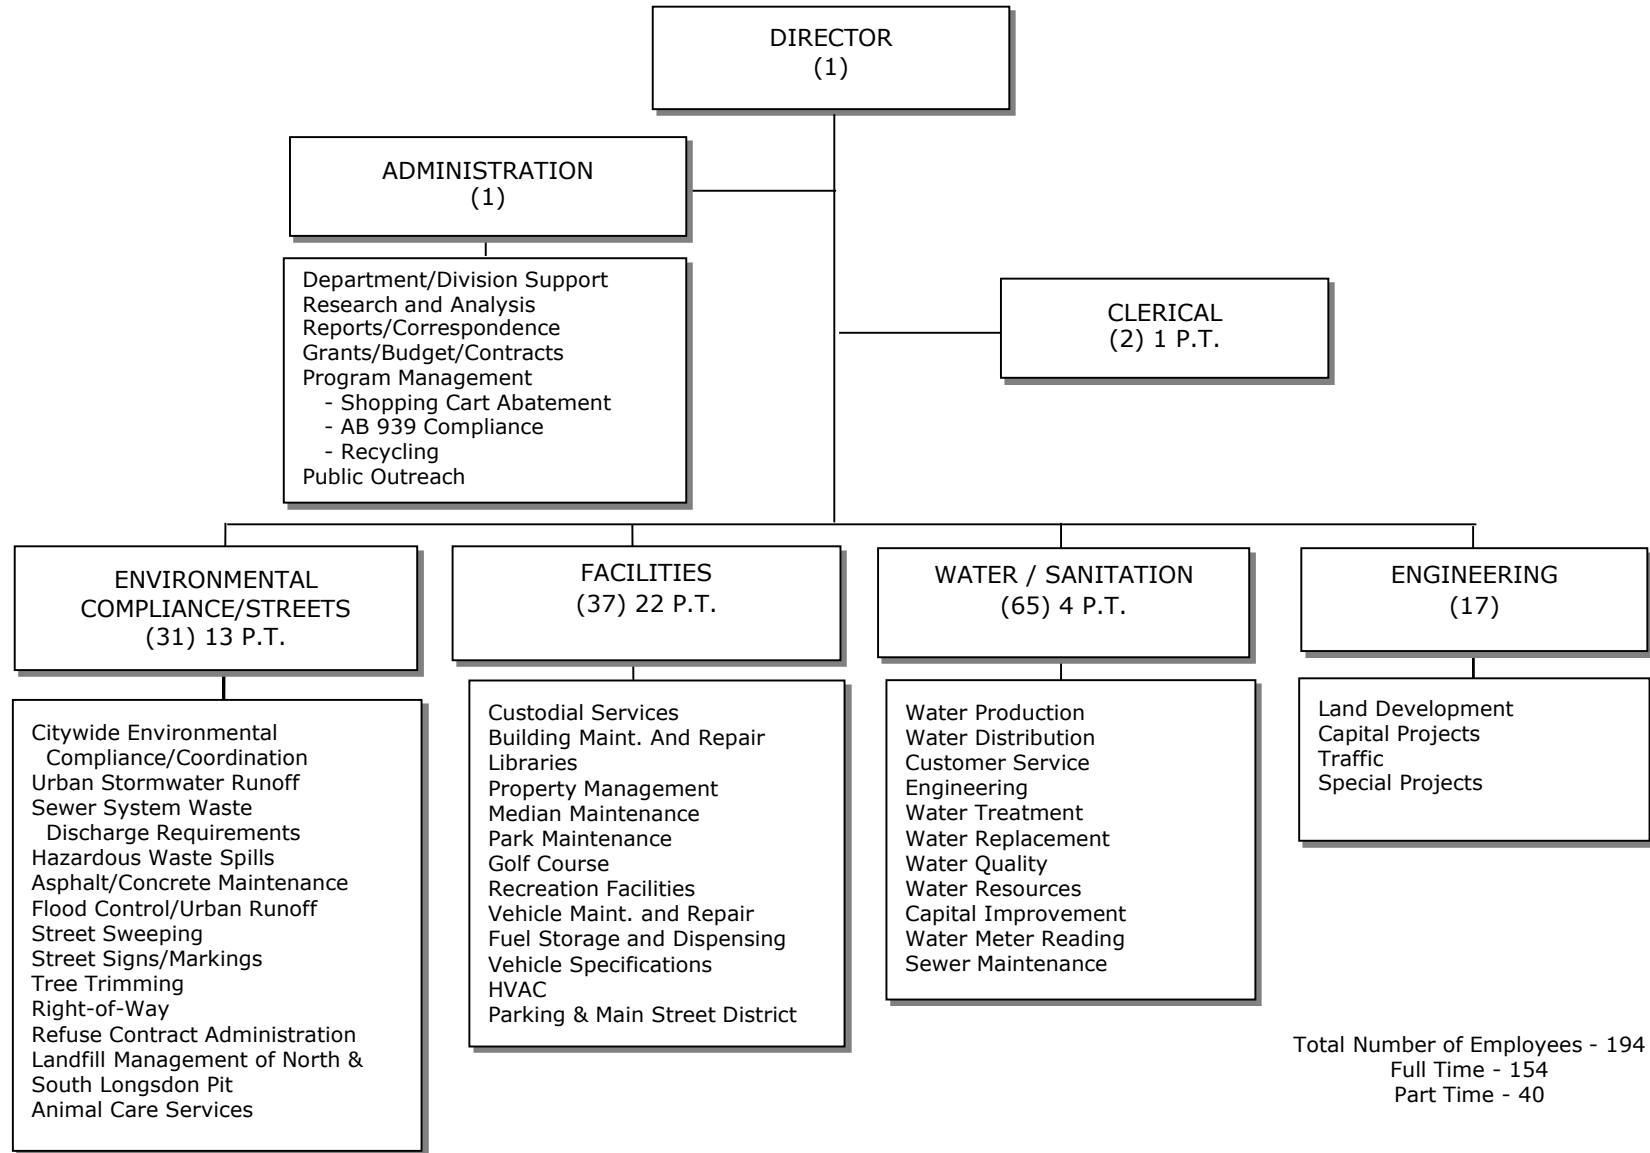 DIRECTOR
(1)
ADMINISTRATION
(1)
Department/Division Support
Research and Analysis
Reports/Correspondence
Grants/Budget/Contracts
Program Management
- Shopping Cart Abatement
- AB 939 Compliance
- Recycling
Public Outreach
CLERICAL
(2) 1 P.T.
ENVIRONMENTAL
COMPLIANCE/STREETS
(31) 13 P.T.
Citywide Environmental
Compliance/Coordination
Urban Stormwater Runoff
Sewer System Waste
Discharge Requirements
Hazardous Waste Spills
Asphalt/Concrete Maintenance
Flood Control/Urban Runoff
Street Sweeping
Street Signs/Markings
Tree Trimming
Right-of-Way
Refuse Contract Administration
Landfill Management of North &
South Longsdon Pit
Animal Care Services
FACILITIES
(37) 22 P.T.
Custodial Services
Building Maint. And Repair
Libraries
Property Management
Median Maintenance
Park Maintenance
Golf Course
Recreation Facilities
Vehicle Maint. and Repair
Fuel Storage and Dispensing
Vehicle Specifications
HVAC
Parking & Main Street District
WATER / SANITATION
(65) 4 P.T.
Water Production
Water Distribution
Customer Service
Engineering
Water Treatment
Water Replacement
Water Quality
Water Resources
Capital Improvement
Water Meter Reading
Sewer Maintenance
ENGINEERING
(17)
Land Development
Capital Projects
Traffic
Special Projects
Total Number of Employees - 194
Full Time - 154
Part Time - 40